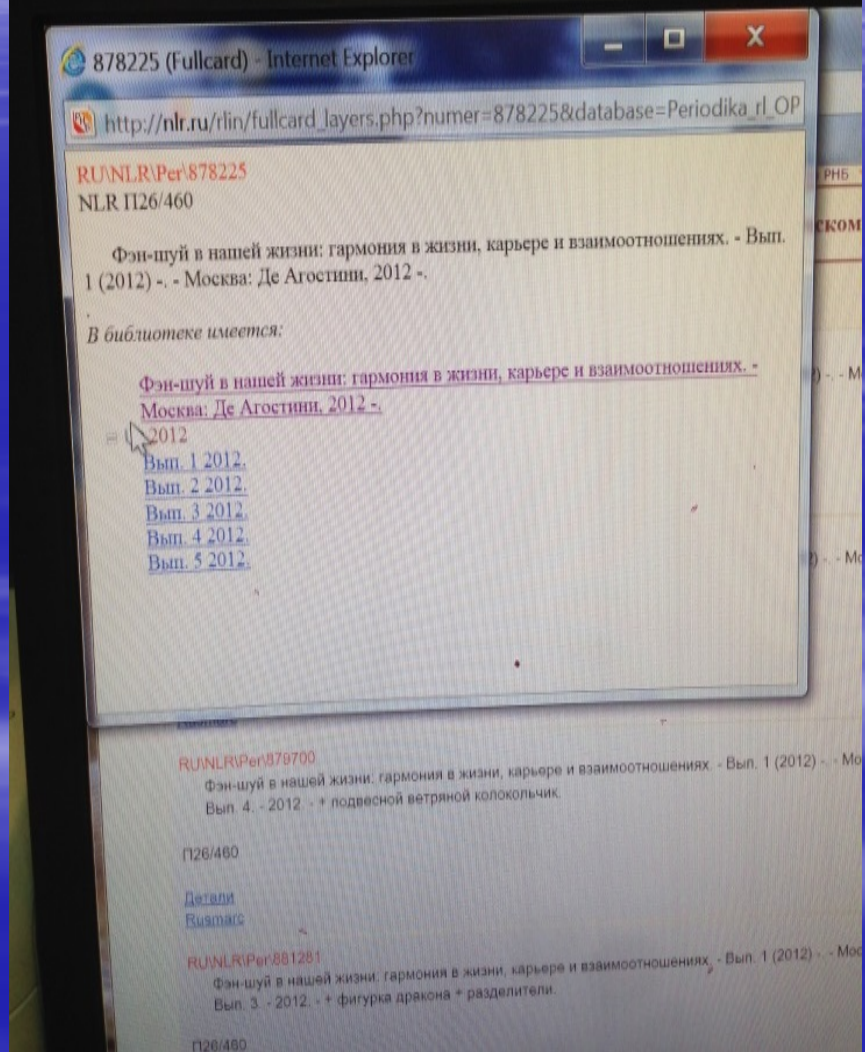 878225 (Fullcard) - Internet Explorer
http://nlr.ru/rlin/fullcard_layers.php?numer=878225&database=Periodika_rl_OP
RU\NLR\Per\878225
NLR П26/460
Фэн-шуй в нашей жизни: гармония в жизни, карьере и взаимоотношениях. - Вып.
1 (2012) -. - Москва: Де Агостини, 2012 -.
.
В библиотеке имеется:
Фэн-шуй в нашей жизни: гармония в жизни, карьере и взаимоотношениях. -
Москва: Де Агостини, 2012 -.
2012
Вып. 1 2012.
Вып. 2 2012.
Вып. 3 2012.
Вып. 4 2012.
Вып. 5 2012.
РНБ
ском
) -. - М
) -. - Мо
RU\NLR\Per\879700
Фэн-шуй в нашей жизни: гармония в жизни, карьере и взаимоотношениях. - Вып. 1 (2012) -. - Мо
Вып. 4. - 2012. - + подвесной ветряной колокольчик.
П26/460
Детали
Rusmarc
RU\NLR\Per\881281
Фэн-шуй в нашей жизни: гармония в жизни, карьере и взаимоотношениях. - Вып. 1 (2012) -. - Мос
Вып. 3. - 2012. - + фигурка дракона + разделители.
П26/460